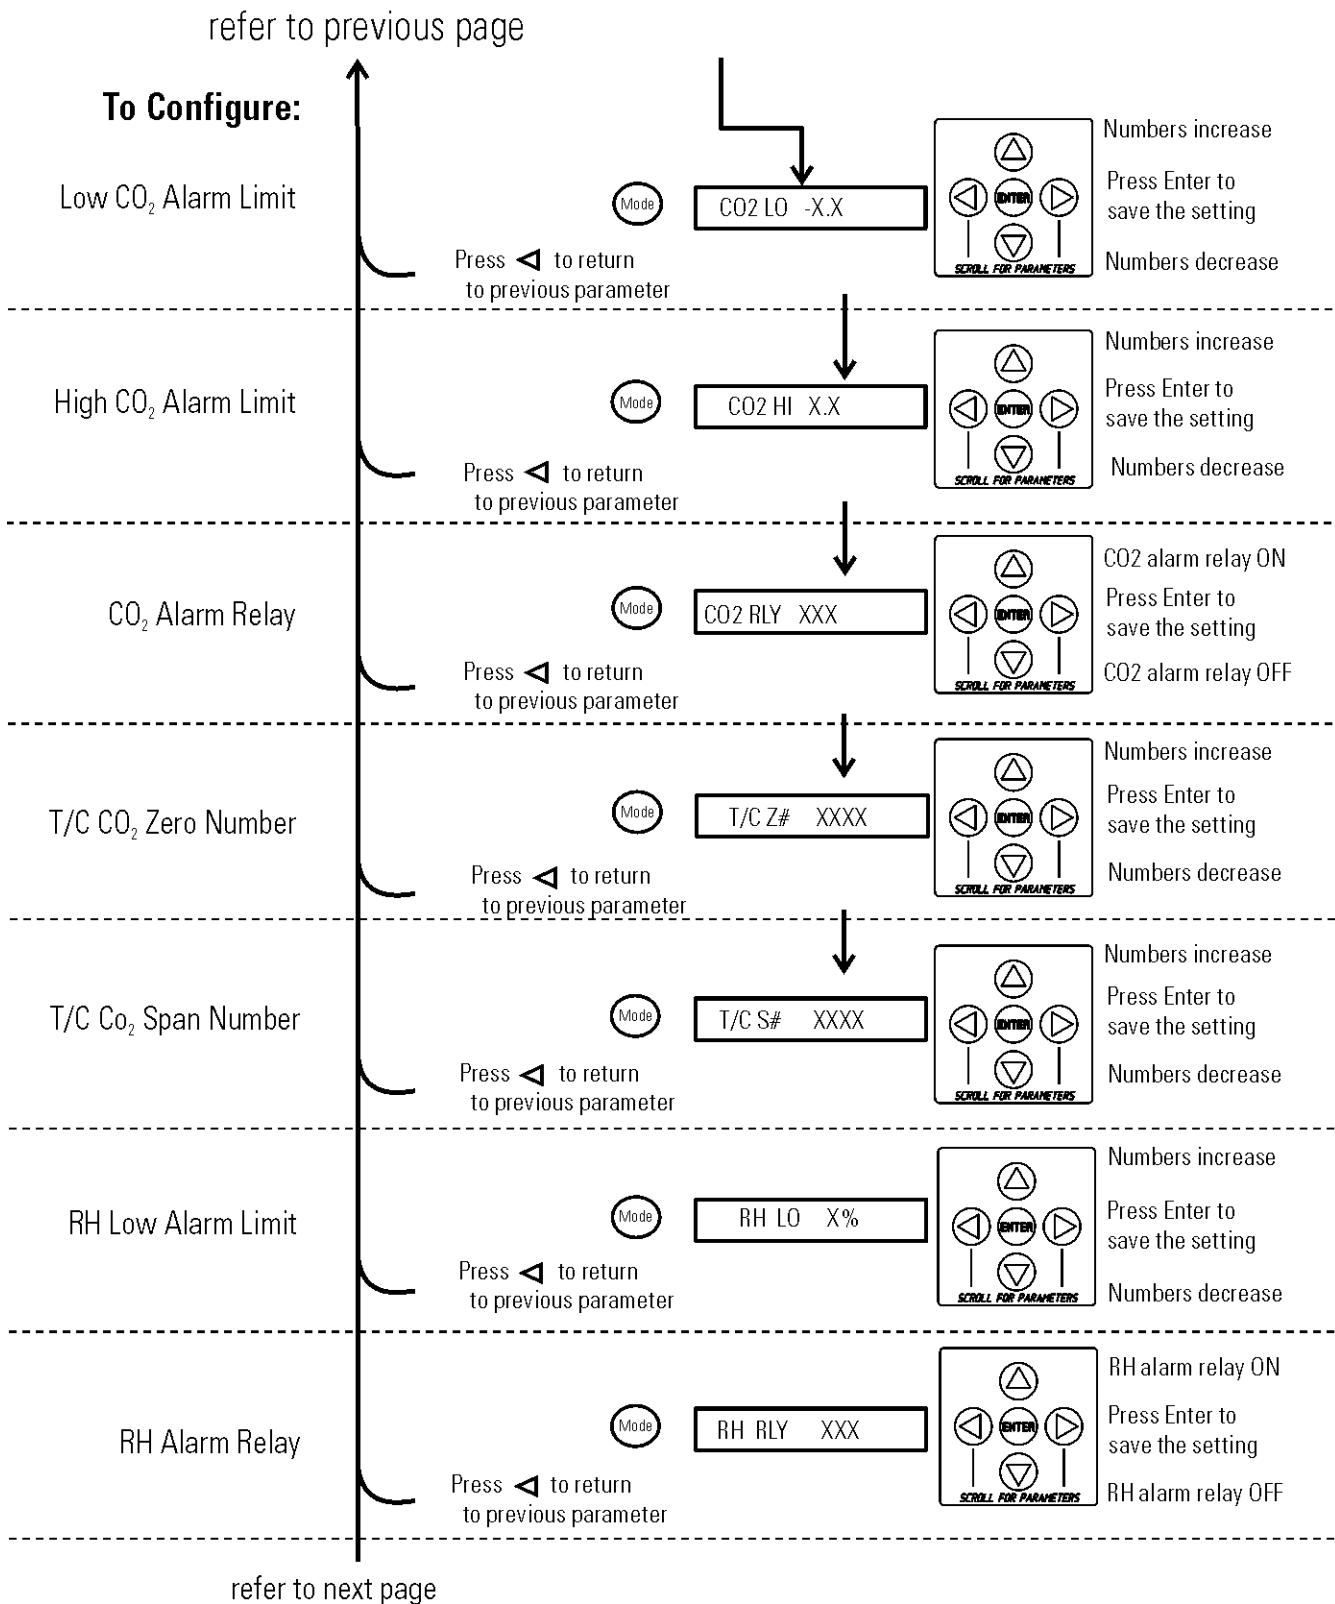 refer to previous page
To Configure:
Low CO₂ Alarm Limit
Mode
CO2 LO -X.X
ENTER
SCROLL FOR PARAMETERS
Numbers increase
Press Enter to
save the setting
Numbers decrease
Press ◁ to return
to previous parameter
High CO₂ Alarm Limit
Mode
CO2 HI X.X
ENTER
SCROLL FOR PARAMETERS
Numbers increase
Press Enter to
save the setting
Numbers decrease
Press ◁ to return
to previous parameter
CO₂ Alarm Relay
Mode
CO2 RLY XXX
ENTER
SCROLL FOR PARAMETERS
CO2 alarm relay ON
Press Enter to
save the setting
CO2 alarm relay OFF
Press ◁ to return
to previous parameter
T/C CO₂ Zero Number
Mode
T/C Z# XXXX
ENTER
SCROLL FOR PARAMETERS
Numbers increase
Press Enter to
save the setting
Numbers decrease
Press ◁ to return
to previous parameter
T/C Co₂ Span Number
Mode
T/C S# XXXX
ENTER
SCROLL FOR PARAMETERS
Numbers increase
Press Enter to
save the setting
Numbers decrease
Press ◁ to return
to previous parameter
RH Low Alarm Limit
Mode
RH LO X%
ENTER
SCROLL FOR PARAMETERS
Numbers increase
Press Enter to
save the setting
Numbers decrease
Press ◁ to return
to previous parameter
RH Alarm Relay
Mode
RH RLY XXX
ENTER
SCROLL FOR PARAMETERS
RH alarm relay ON
Press Enter to
save the setting
RH alarm relay OFF
Press ◁ to return
to previous parameter
refer to next page